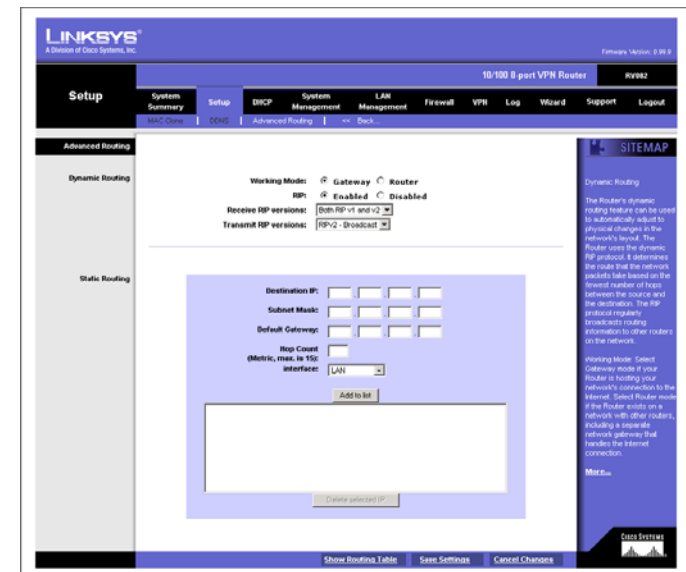 LINKSYS®
A Division of Cisco Systems, Inc.
Firmware Version: 0.99.9
10/100 8-port VPN Router
RV082
Setup
System Summary
Setup
DHCP
System Management
LAN Management
Firewall
VPN
Log
Wizard
Support
Logout
MAC Clone | DDNS | Advanced Routing | << Back...
Advanced Routing
SITEMAP
Dynamic Routing
Working Mode: Gateway Router
RIP: Enabled Disabled
Receive RIP versions: Both RIP v1 and v2
Transmit RIP versions: RIPv2 - Broadcast
Static Routing
Destination IP: . . .
Subnet Mask: . . .
Default Gateway: . . .
Hop Count
(Metric, max. is 15):
interface: LAN
Add to list
Delete selected IP
Dynamic Routing
The Router's dynamic
routing feature can be used
to automatically adjust to
physical changes in the
network's layout. The
Router uses the dynamic
RIP protocol. It determines
the route that the network
packets take based on the
fewest number of hops
between the source and
the destination. The RIP
protocol regularly
broadcasts routing
information to other routers
on the network.
Working Mode: Select
Gateway mode if your
Router is hosting your
network's connection to the
Internet. Select Router mode
if the Router exists on a
network with other routers,
including a separate
network gateway that
handles the Internet
connection.
More...
Show Routing Table
Save Settings
Cancel Changes
CISCO SYSTEMS